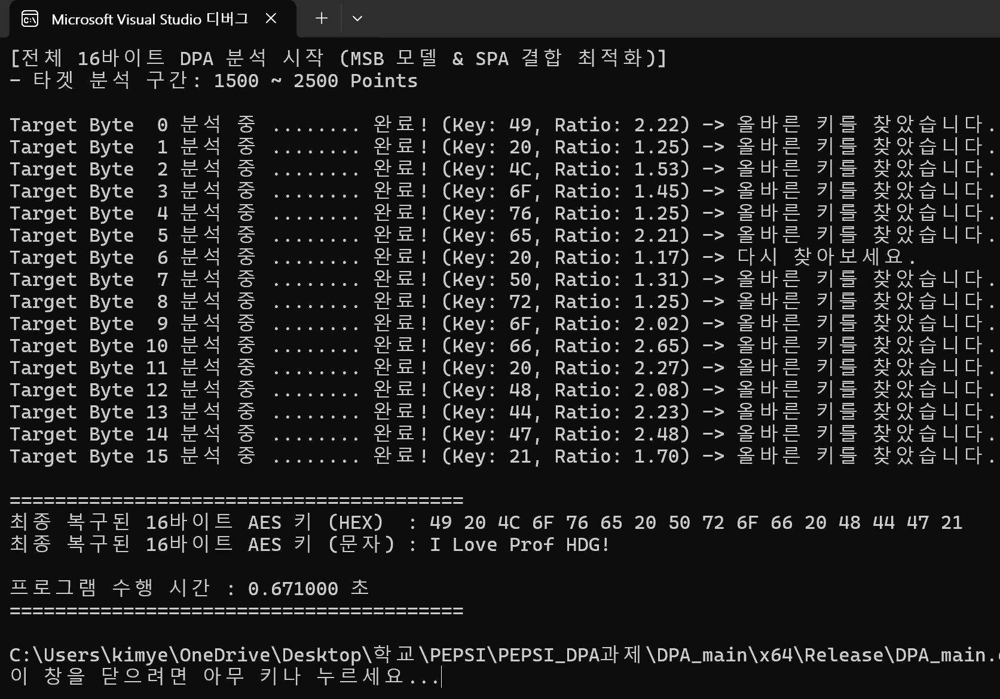 Microsoft Visual Studio 디버그
[전체 16바이트 DPA 분석 시작 (MSB 모델 & SPA 결합 최적화)]
- 타겟 분석 구간: 1500 ~ 2500 Points
Target Byte  0 분석 중 ........ 완료! (Key: 49, Ratio: 2.22) -> 올바른 키를 찾았습니다.
Target Byte  1 분석 중 ........ 완료! (Key: 20, Ratio: 1.25) -> 올바른 키를 찾았습니다.
Target Byte  2 분석 중 ........ 완료! (Key: 4C, Ratio: 1.53) -> 올바른 키를 찾았습니다.
Target Byte  3 분석 중 ........ 완료! (Key: 6F, Ratio: 1.45) -> 올바른 키를 찾았습니다.
Target Byte  4 분석 중 ........ 완료! (Key: 76, Ratio: 1.25) -> 올바른 키를 찾았습니다.
Target Byte  5 분석 중 ........ 완료! (Key: 65, Ratio: 2.21) -> 올바른 키를 찾았습니다.
Target Byte  6 분석 중 ........ 완료! (Key: 20, Ratio: 1.17) -> 다시 찾아보세요.
Target Byte  7 분석 중 ........ 완료! (Key: 50, Ratio: 1.31) -> 올바른 키를 찾았습니다.
Target Byte  8 분석 중 ........ 완료! (Key: 72, Ratio: 1.25) -> 올바른 키를 찾았습니다.
Target Byte  9 분석 중 ........ 완료! (Key: 6F, Ratio: 2.02) -> 올바른 키를 찾았습니다.
Target Byte 10 분석 중 ........ 완료! (Key: 66, Ratio: 2.65) -> 올바른 키를 찾았습니다.
Target Byte 11 분석 중 ........ 완료! (Key: 20, Ratio: 2.27) -> 올바른 키를 찾았습니다.
Target Byte 12 분석 중 ........ 완료! (Key: 48, Ratio: 2.08) -> 올바른 키를 찾았습니다.
Target Byte 13 분석 중 ........ 완료! (Key: 44, Ratio: 2.23) -> 올바른 키를 찾았습니다.
Target Byte 14 분석 중 ........ 완료! (Key: 47, Ratio: 2.48) -> 올바른 키를 찾았습니다.
Target Byte 15 분석 중 ........ 완료! (Key: 21, Ratio: 1.70) -> 올바른 키를 찾았습니다.
========================================
최종 복구된 16바이트 AES 키 (HEX)  : 49 20 4C 6F 76 65 20 50 72 6F 66 20 48 44 47 21
최종 복구된 16바이트 AES 키 (문자) : I Love Prof HDG!
프로그램 수행 시간 : 0.671000 초
========================================
C:\Users\kimye\OneDrive\Desktop\학교\PEPSI\PEPSI_DPA과제\DPA_main\x64\Release\DPA_main.
이 창을 닫으려면 아무 키나 누르세요...